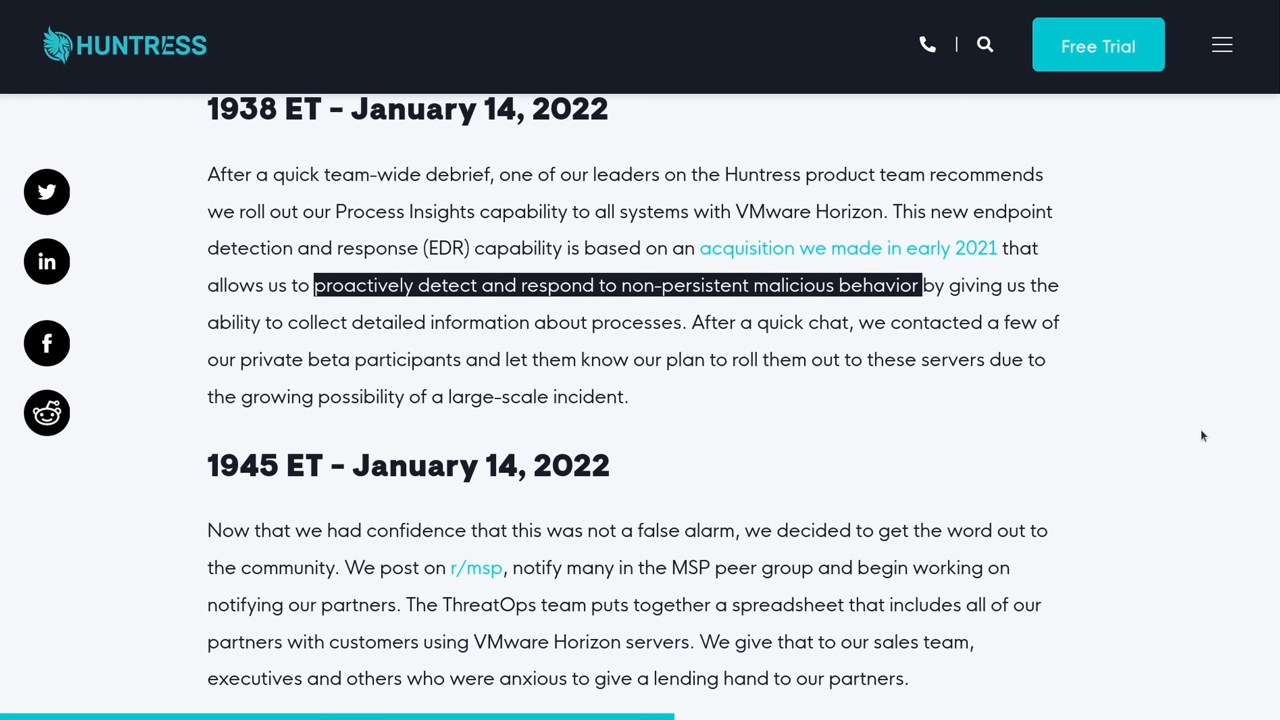 HUNTRESS
Free Trial
1938 ET – January 14, 2022
After a quick team-wide debrief, one of our leaders on the Huntress product team recommends
we roll out our Process Insights capability to all systems with VMware Horizon. This new endpoint
detection and response (EDR) capability is based on an acquisition we made in early 2021 that
allows us to proactively detect and respond to non-persistent malicious behavior by giving us the
ability to collect detailed information about processes. After a quick chat, we contacted a few of
our private beta participants and let them know our plan to roll them out to these servers due to
the growing possibility of a large-scale incident.
1945 ET – January 14, 2022
Now that we had confidence that this was not a false alarm, we decided to get the word out to
the community. We post on r/msp, notify many in the MSP peer group and begin working on
notifying our partners. The ThreatOps team puts together a spreadsheet that includes all of our
partners with customers using VMware Horizon servers. We give that to our sales team,
executives and others who were anxious to give a lending hand to our partners.